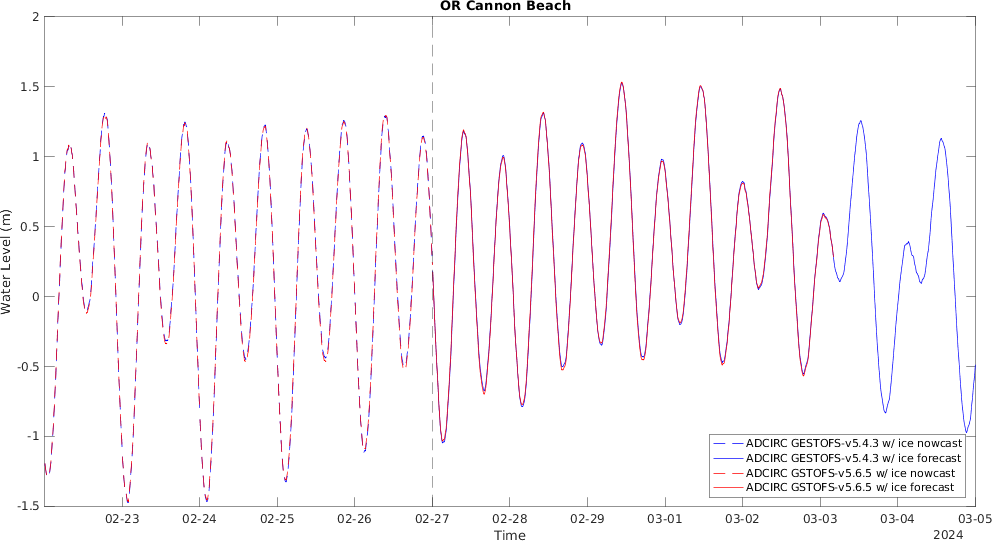 OR Cannon Beach
2
1.5
1
0.5
0
-0.5
-1
-1.5
Water Level (m)
02-23 02-24 02-25 02-26 02-27 02-28 02-29 03-01 03-02 03-03 03-04 03-05
Time
2024
ADCIRC GESTOFS-v5.4.3 w/ ice nowcast
ADCIRC GESTOFS-v5.4.3 w/ ice forecast
ADCIRC GSTOFS-v5.6.5 w/ ice nowcast
ADCIRC GSTOFS-v5.6.5 w/ ice forecast